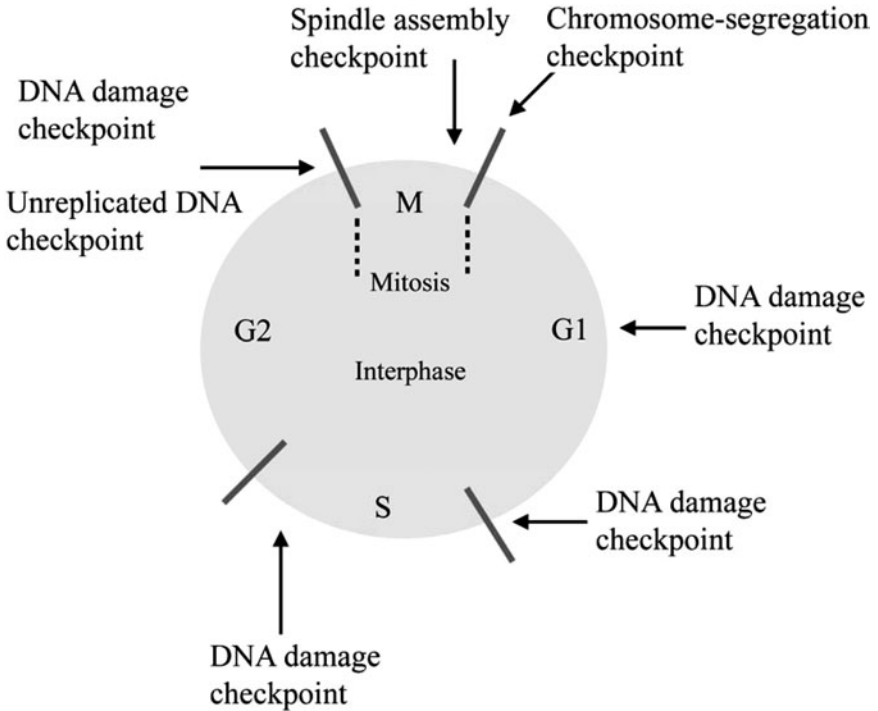 Spindle assembly
checkpoint
Chromosome-segregation
checkpoint
DNA damage
checkpoint
Unreplicated DNA
checkpoint
M
Mitosis
G2
G1
DNA damage
checkpoint
Interphase
S
DNA damage
checkpoint
DNA damage
checkpoint